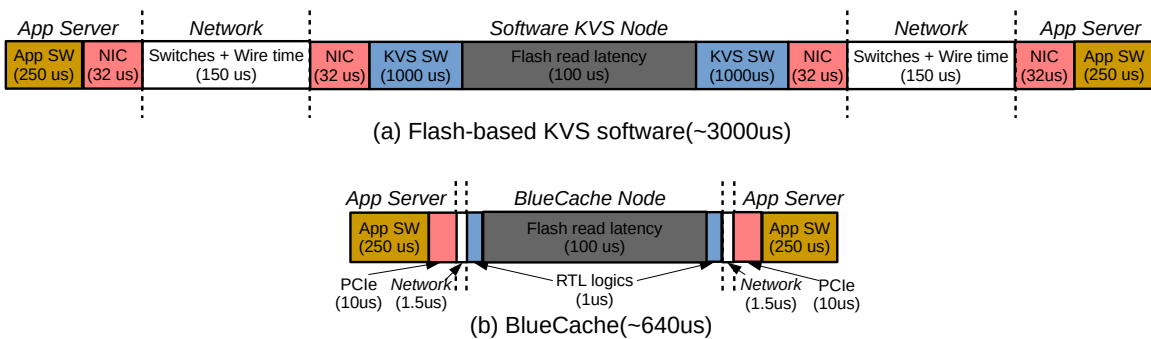 App Server
Network
Software KVS Node
Network
App Server
App SW
(250 us)
NIC
(32 us)
Switches + Wire time
(150 us)
NIC
(32 us)
KVS SW
(1000 us)
Flash read latency
(100 us)
KVS SW
(1000us)
NIC
(32 us)
Switches + Wire time
(150 us)
NIC
(32us)
App SW
(250 us)
(a) Flash-based KVS software(~3000us)
App Server
BlueCache Node
App Server
App SW
(250 us)
Flash read latency
(100 us)
App SW
(250 us)
PCIe
(10us)
Network
(1.5us)
RTL logics
(1us)
Network
(1.5us)
PCIe
(10us)
(b) BlueCache(~640us)